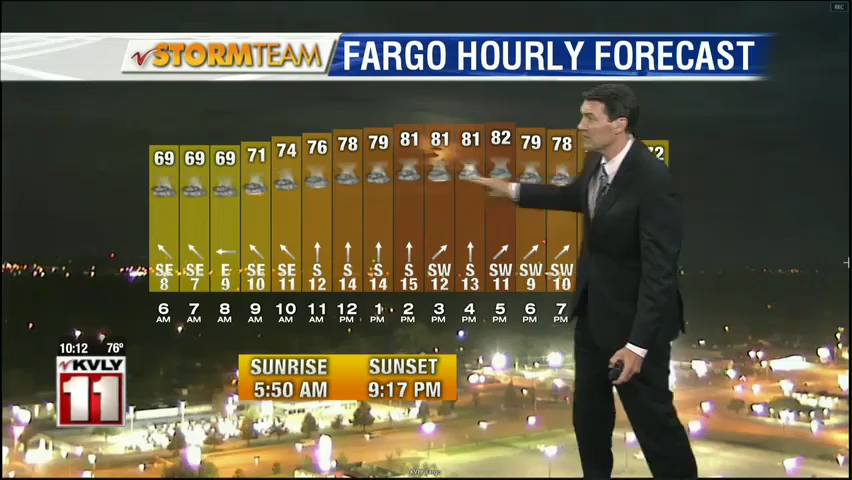 REC
STORMTEAM FARGO HOURLY FORECAST
69 69 69 71 74 76 78 79 81 81 81 82 79 78 72
SE SE E SE SE S S S S SW S SW SW SW
8 7 9 10 11 12 14 14 15 12 13 11 9 10
6 7 8 9 10 11 12 1 2 3 4 5 6 7
AM AM AM AM AM AM PM PM PM PM PM PM PM PM
10:12 76°
KVLY
11
SUNRISE SUNSET
5:50 AM 9:17 PM